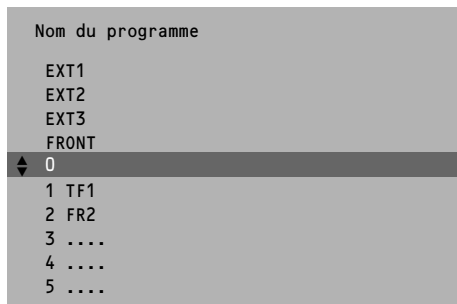 Nom du programme
EXT1
EXT2
EXT3
FRONT
0
1 TF1
2 FR2
3 ....
4 ....
5 ....